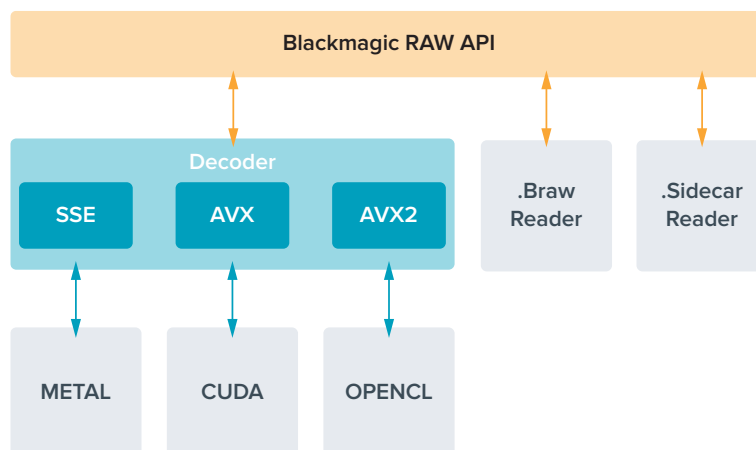 Blackmagic RAW API
Decoder
SSE
AVX
AVX2
.Braw
Reader
.Sidecar
Reader
METAL
CUDA
OPENCL